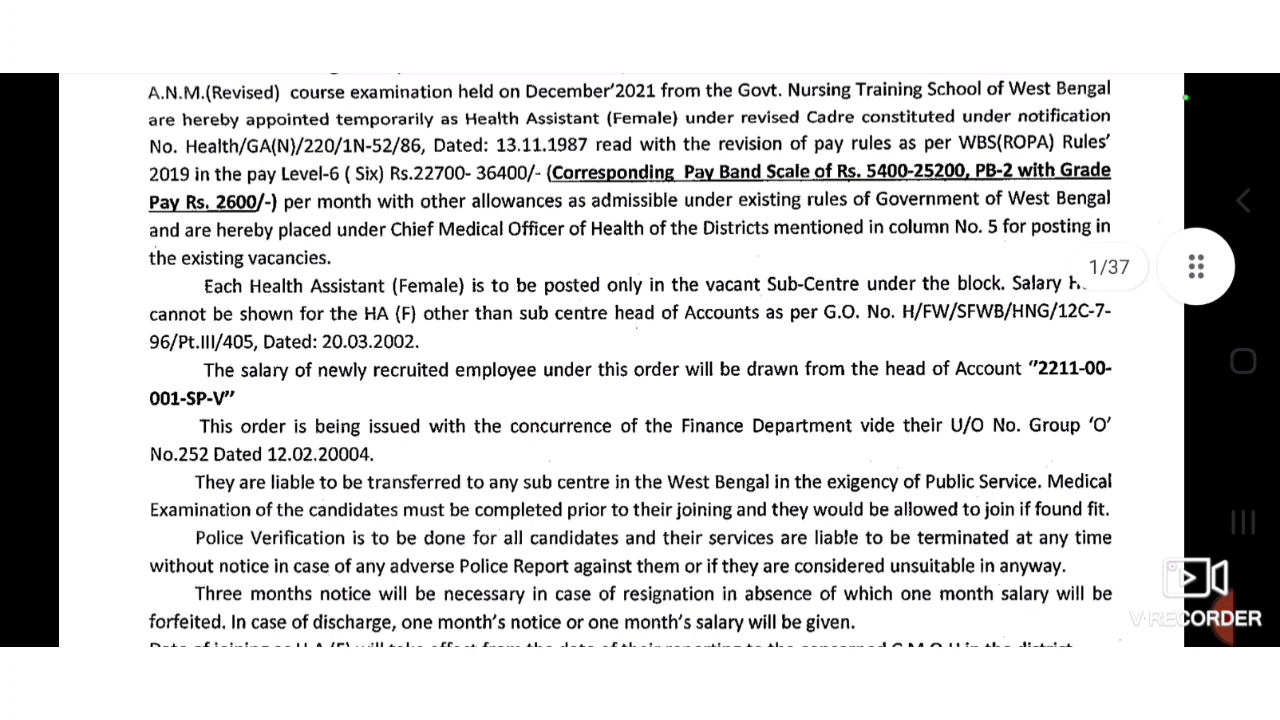 A.N.M.(Revised) course examination held on December'2021 from the Govt. Nursing Training School of West Bengal
are hereby appointed temporarily as Health Assistant (Female) under revised Cadre constituted under notification
No. Health/GA(N)/220/1N-52/86, Dated: 13.11.1987 read with the revision of pay rules as per WBS(ROPA) Rules'
2019 in the pay Level-6 ( Six) Rs.22700- 36400/- (Corresponding Pay Band Scale of Rs. 5400-25200, PB-2 with Grade
Pay Rs. 2600/-) per month with other allowances as admissible under existing rules of Government of West Bengal
and are hereby placed under Chief Medical Officer of Health of the Districts mentioned in column No. 5 for posting in
the existing vacancies.
1/37
Each Health Assistant (Female) is to be posted only in the vacant Sub-Centre under the block. Salary
cannot be shown for the HA (F) other than sub centre head of Accounts as per G.O. No. H/FW/SFWB/HNG/12C-7-
96/Pt.III/405, Dated: 20.03.2002.
The salary of newly recruited employee under this order will be drawn from the head of Account "2211-00-
001-SP-V"
This order is being issued with the concurrence of the Finance Department vide their U/O No. Group 'O'
No.252 Dated 12.02.20004.
They are liable to be transferred to any sub centre in the West Bengal in the exigency of Public Service. Medical
Examination of the candidates must be completed prior to their joining and they would be allowed to join if found fit.
Police Verification is to be done for all candidates and their services are liable to be terminated at any time
without notice in case of any adverse Police Report against them or if they are considered unsuitable in anyway.
Three months notice will be necessary in case of resignation in absence of which one month salary will be
forfeited. In case of discharge, one month's notice or one month's salary will be given.
V·RECORDER